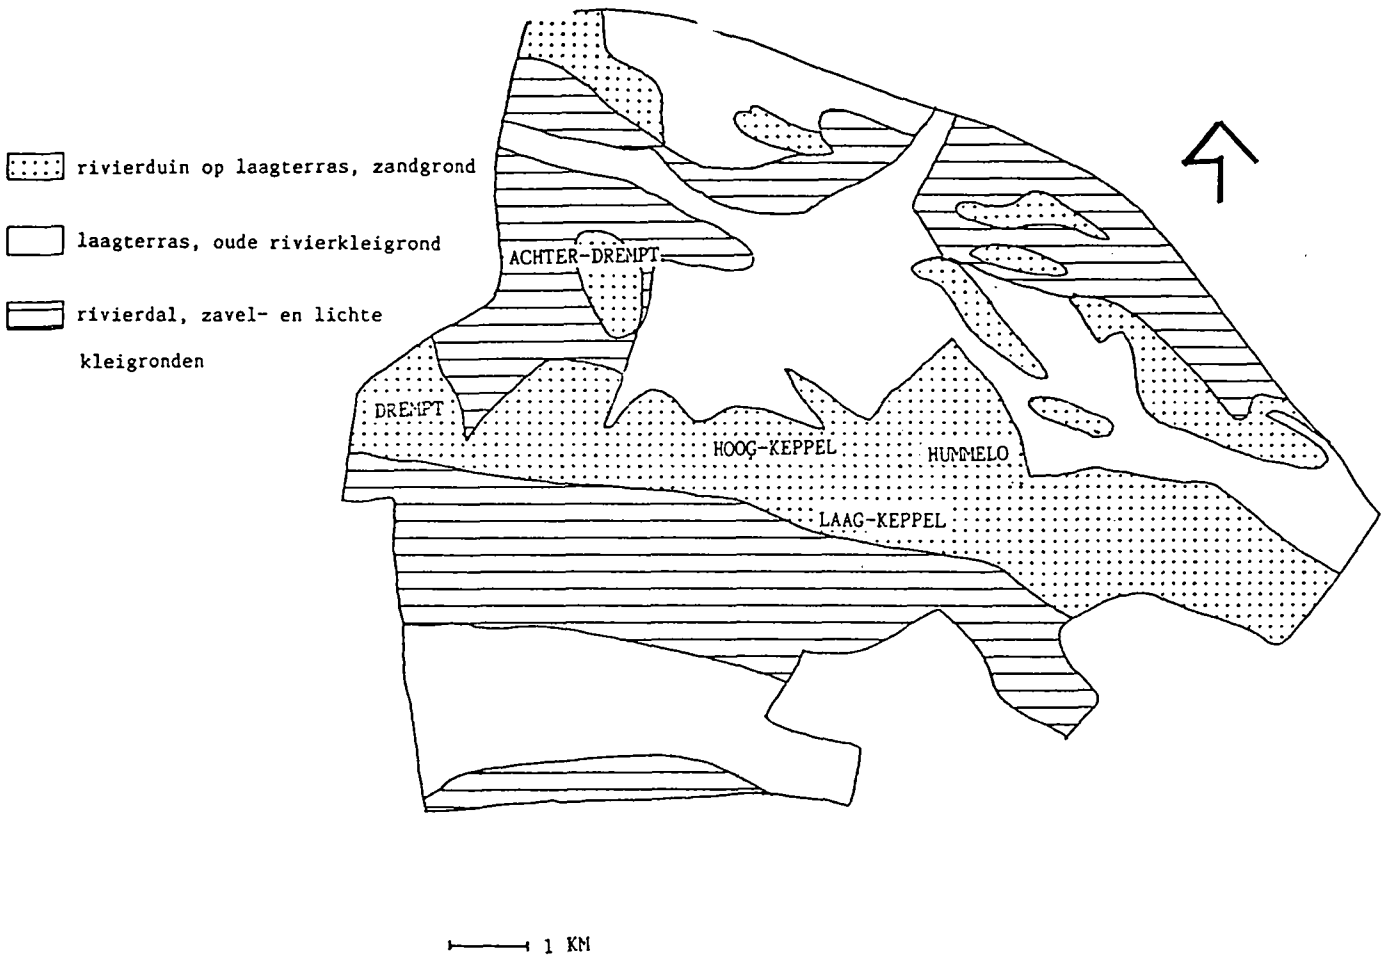 rivierduin op laagterras, zandgrond
laagterras, oude rivierkleigrond
rivierdal, zavel- en lichte
kleigronden
ACHTER-DREMPT
DREMPT
HOOG-KEPPEL
HUMMELO
LAAG-KEPPEL
1 KM